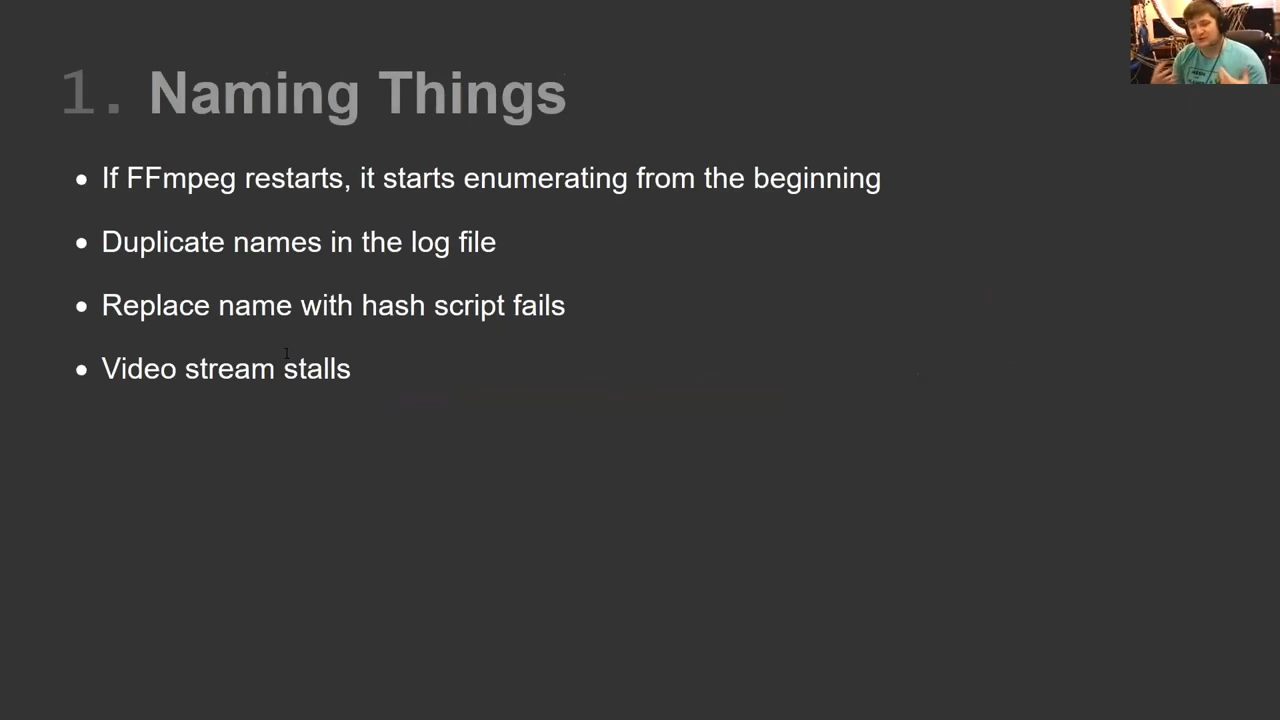 1. Naming Things
If FFmpeg restarts, it starts enumerating from the beginning
Duplicate names in the log file
Replace name with hash script fails
Video stream stalls